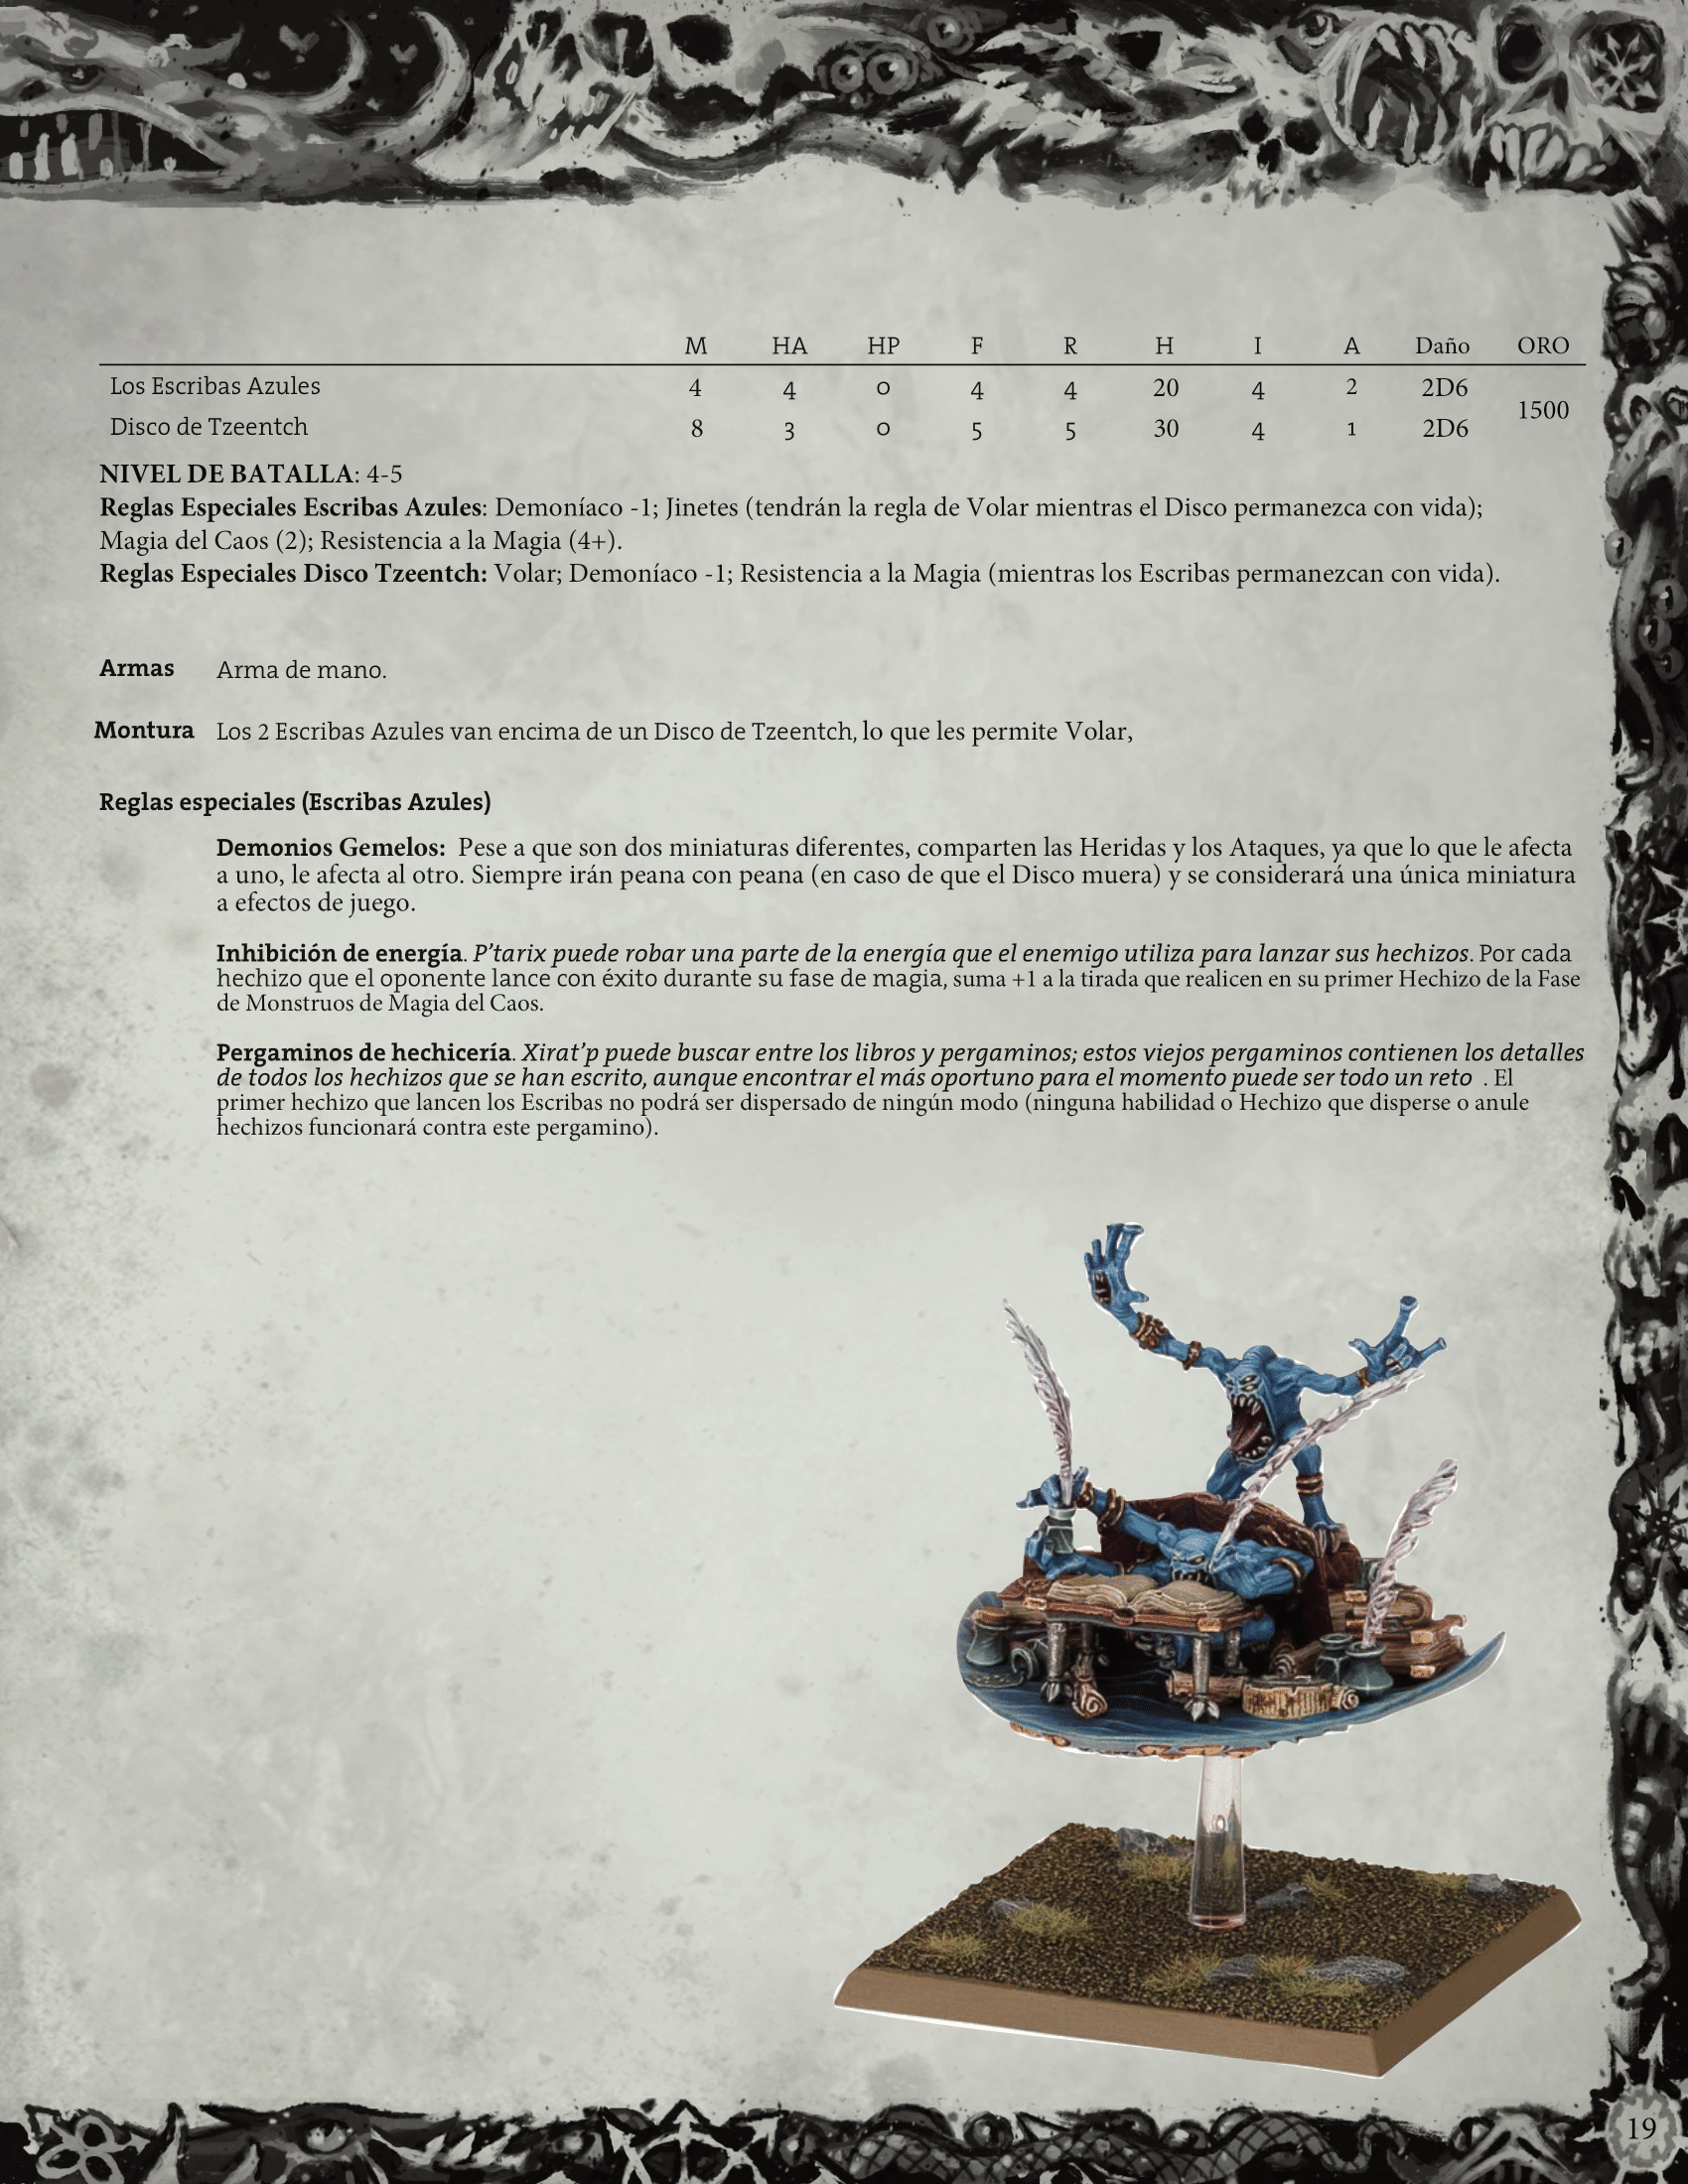 M HA HP F R H I A Daño ORO
Los Escribas Azules 4 4 0 4 4 20 4 2 2D6
1500
Disco de Tzeentch 8 3 0 5 5 30 4 1 2D6
NIVEL DE BATALLA: 4-5
Reglas Especiales Escribas Azules: Demoníaco -1; Jinetes (tendrán la regla de Volar mientras el Disco permanezca con vida);
Magia del Caos (2); Resistencia a la Magia (4+).
Reglas Especiales Disco Tzeentch: Volar; Demoníaco -1; Resistencia a la Magia (mientras los Escribas permanezcan con vida).
Armas Arma de mano.
Montura Los 2 Escribas Azules van encima de un Disco de Tzeentch, lo que les permite Volar,
Reglas especiales (Escribas Azules)
Demonios Gemelos: Pese a que son dos miniaturas diferentes, comparten las Heridas y los Ataques, ya que lo que le afecta
a uno, le afecta al otro. Siempre irán peana con peana (en caso de que el Disco muera) y se considerará una única miniatura
a efectos de juego.
Inhibición de energía. P'tarix puede robar una parte de la energía que el enemigo utiliza para lanzar sus hechizos. Por cada
hechizo que el oponente lance con éxito durante su fase de magia, suma +1 a la tirada que realicen en su primer Hechizo de la Fase
de Monstruos de Magia del Caos.
Pergaminos de hechicería. Xirat'p puede buscar entre los libros y pergaminos; estos viejos pergaminos contienen los detalles
de todos los hechizos que se han escrito, aunque encontrar el más oportuno para el momento puede ser todo un reto . El
primer hechizo que lancen los Escribas no podrá ser dispersado de ningún modo (ninguna habilidad o Hechizo que disperse o anule
hechizos funcionará contra este pergamino).
19